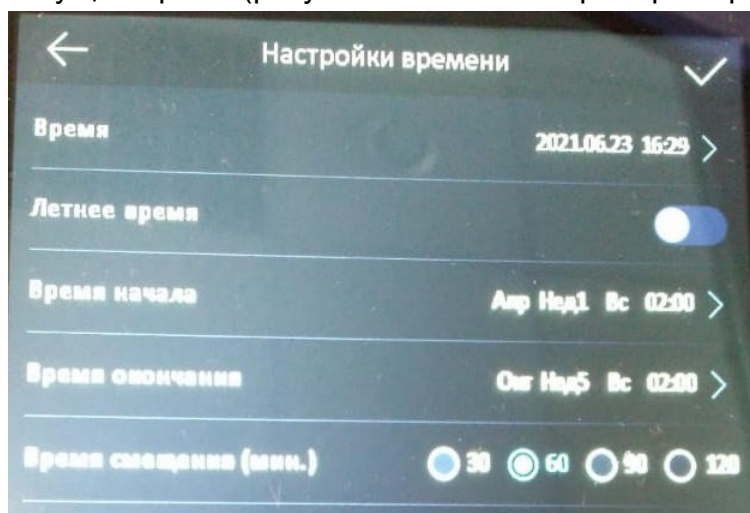 Настройки времени
Время 2021.06.23 16:29
Летнее время
Время начала Апр Нед1 Вс 02:00
Время окончания Окт Нед5 Вс 02:00
Время смещения (мин.) 30 60 90 120